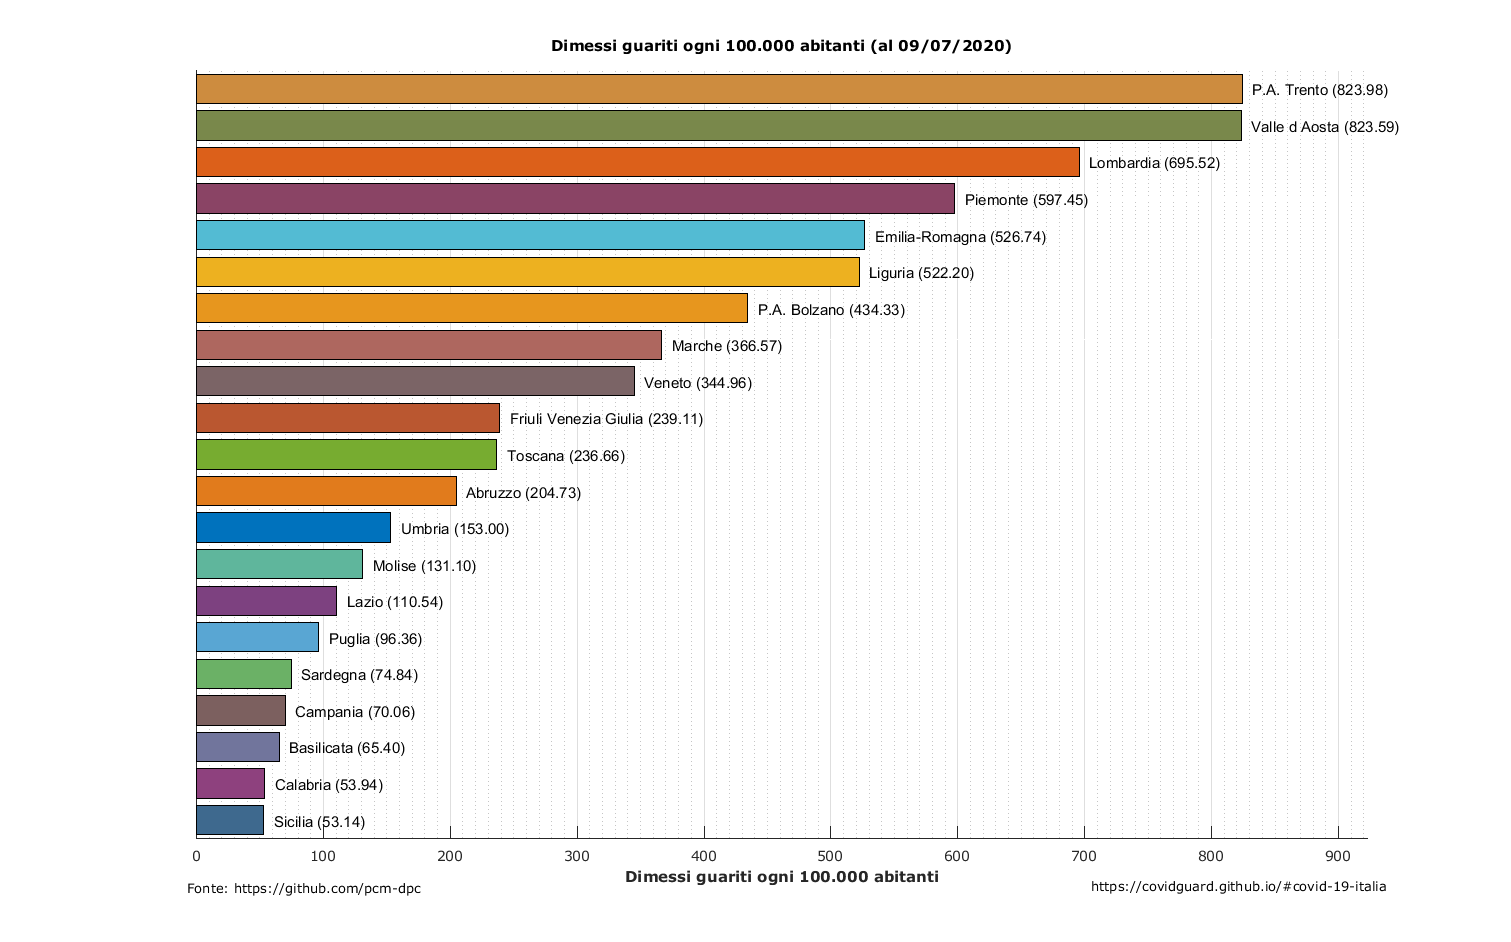 Dimessi guariti ogni 100.000 abitanti (al 09/07/2020)
P.A. Trento (823.98)
Valle d Aosta (823.59)
Lombardia (695.52)
Piemonte (597.45)
Emilia-Romagna (526.74)
Liguria (522.20)
P.A. Bolzano (434.33)
Marche (366.57)
Veneto (344.96)
Friuli Venezia Giulia (239.11)
Toscana (236.66)
Abruzzo (204.73)
Umbria (153.00)
Molise (131.10)
Lazio (110.54)
Puglia (96.36)
Sardegna (74.84)
Campania (70.06)
Basilicata (65.40)
Calabria (53.94)
Sicilia (53.14)
0 100 200 300 400 500 600 700 800 900
Dimessi guariti ogni 100.000 abitanti
Fonte: https://github.com/pcm-dpc
https://covidguard.github.io/#covid-19-italia